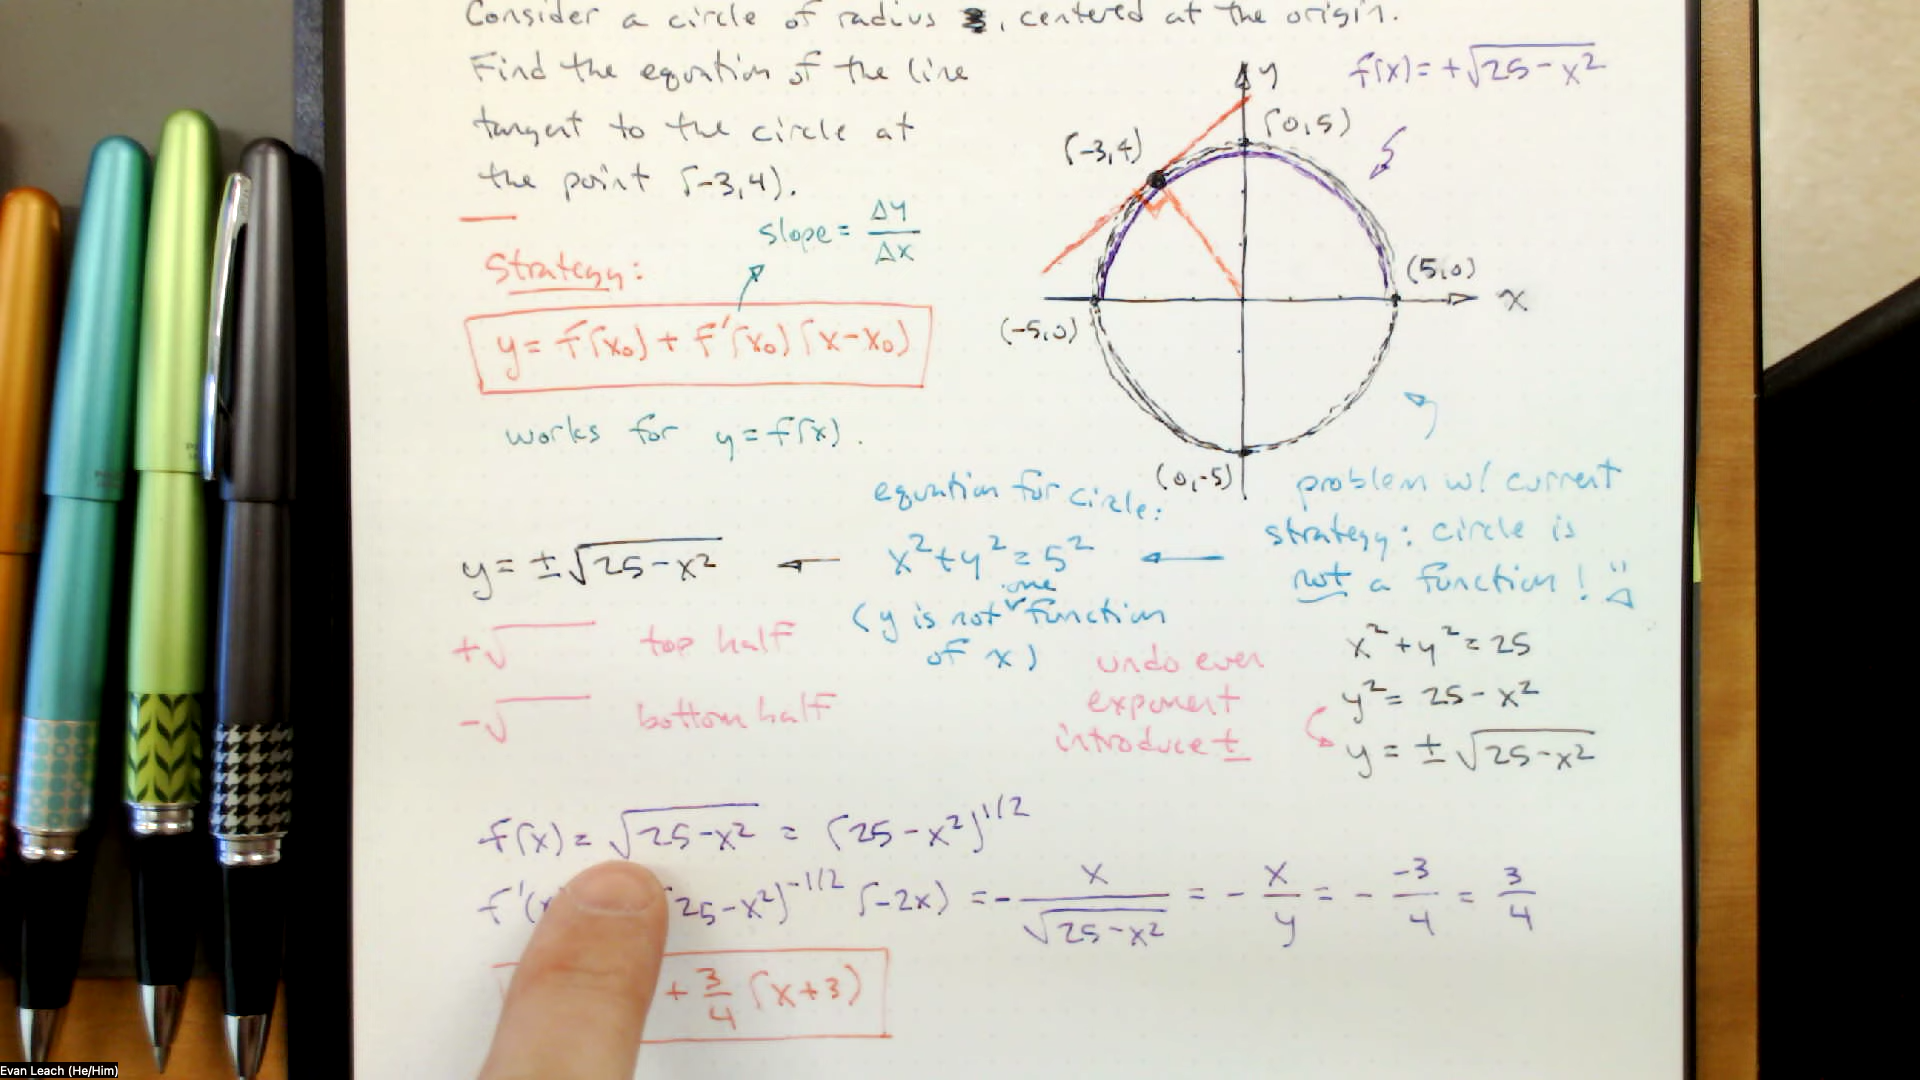 Consider a circle of radius 5, centered at the origin.
Find the equation of the line
tangent to the circle at
the point (-3,4).
slope = Δy/Δx
Strategy:
y = f(x₀) + f'(x₀)(x-x₀)
works for y = f(x).
f(x) = +√(25-x²)
y
(0,5)
(-3,4)
(5,0)
x
(-5,0)
(0,-5)
problem w/ current
strategy: circle is
not a function!
equation for circle:
x² + y² = 5²
(y is not one function
of x)
y = ±√(25-x²)
+√ top half
-√ bottom half
x² + y² = 25
y² = 25 - x²
y = ± √(25-x²)
undo even
exponent
introduce ±
f(x) = √(25-x²) = (25-x²)^1/2
f'(x 25-x²)^-1/2 (-2x) = - x/√(25-x²) = - x/y = - -3/4 = 3/4
+ 3/4 (x+3)
Evan Leach (He/Him)